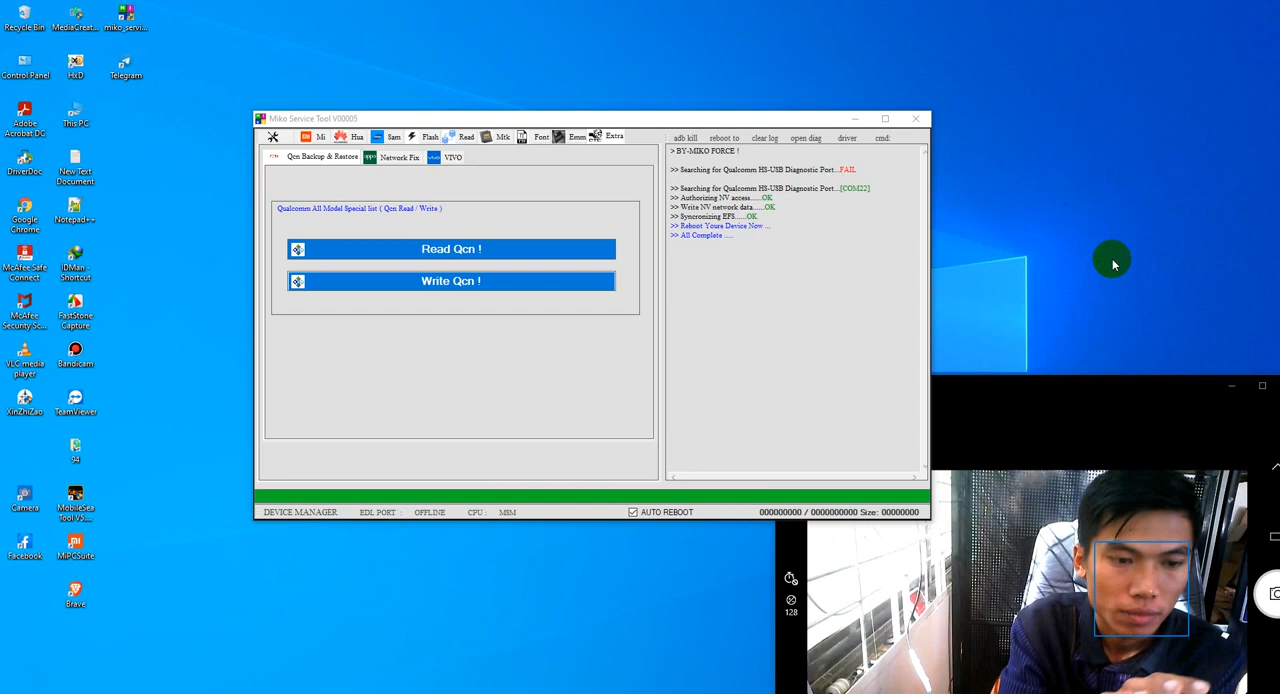 Recycle Bin
MediaCreat...
miko_servi...
Control Panel
HxD
Telegram
Adobe
Acrobat DC
This PC
DriverDoc
New Text
Document
Google
Chrome
Notepad++
McAfee Safe
Connect
IDMan -
Shortcut
McAfee
Security Sc...
FastStone
Capture
VLC media
player
Bandicam
XinZhiZao
TeamViewer
94
Camera
MobileSea
Tool V5....
Facebook
MiPCSuite
Brave
Miko Service Tool V00005
Mi Hua Sam Flash Read Mtk Font Emm Extra
Qcn Backup & Restore Network Fix VIVO
Qualcomm All Model Special list ( Qcn Read / Write )
Read Qcn !
Write Qcn !
adb kill reboot to clear log open diag driver cmd:
> BY-MIKO FORCE !
>> Searching for Qualcomm HS-USB Diagnostic Port...FAIL
>> Searching for Qualcomm HS-USB Diagnostic Port...[COM22]
>> Authorizing NV access......OK
>> Write NV network data......OK
>> Syncronizing EFS......OK
>> Reboot Youre Device Now ...
>> All Complete .....
DEVICE MANAGER EDL PORT : OFFLINE CPU : MSM AUTO REBOOT 000000000 / 0000000000 Size: 00000000
128